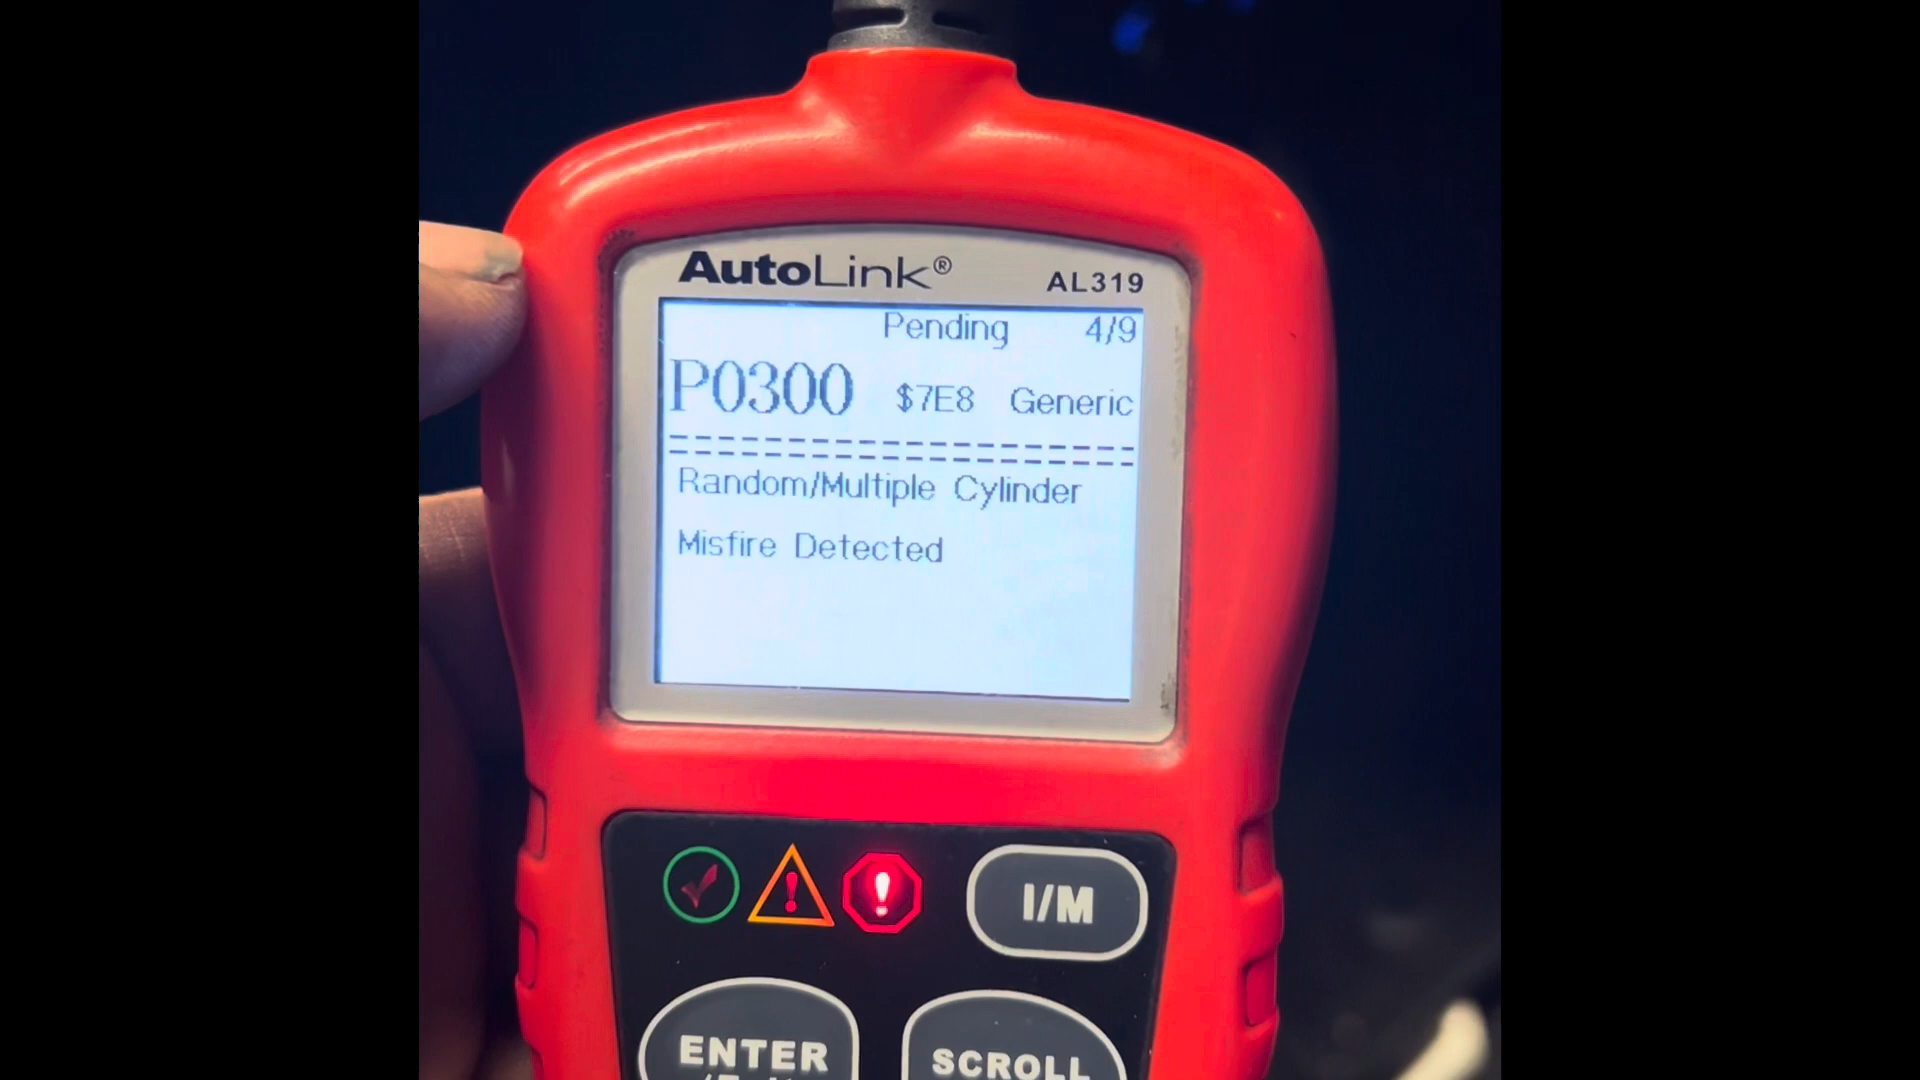 AutoLink®
AL319
Pending 4/9
P0300 $7E8 Generic
Random/Multiple Cylinder
Misfire Detected
I/M
ENTER
SCROLL